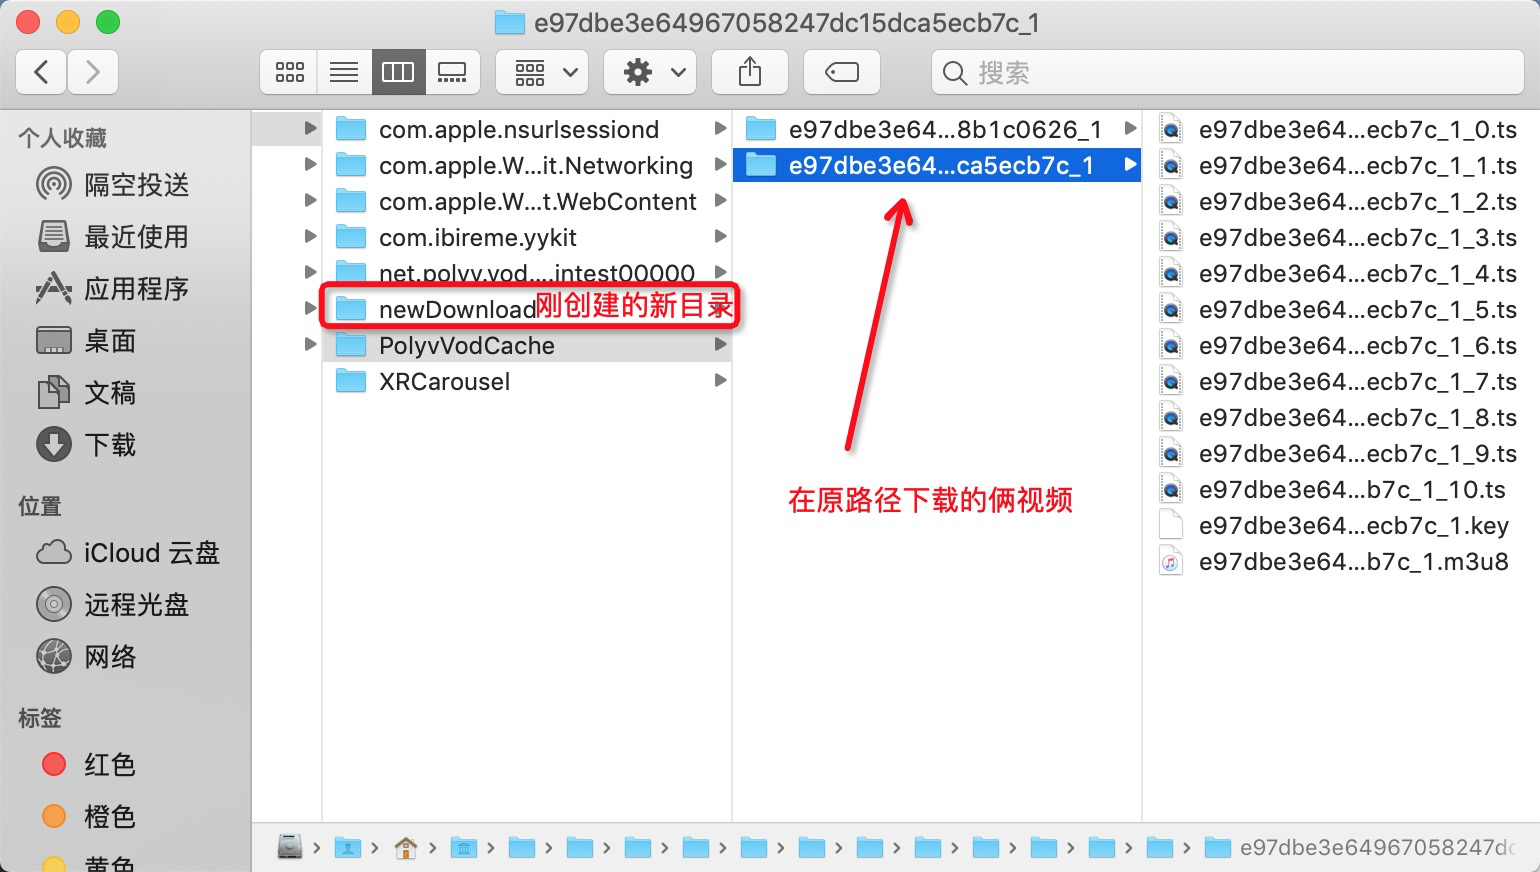 e97dbe3e64967058247dc15dca5ecb7c_1
搜索
个人收藏
隔空投送
最近使用
应用程序
桌面
文稿
下载
位置
iCloud 云盘
远程光盘
网络
标签
红色
橙色
黄色
com.apple.nsurlsessiond
com.apple.W...it.Networking
com.apple.W...t.WebContent
com.ibireme.yykit
net.polyv.vod....intest00000
newDownload
刚创建的新目录
PolyvVodCache
XRCarousel
e97dbe3e64...8b1c0626_1
e97dbe3e64...ca5ecb7c_1
在原路径下载的俩视频
e97dbe3e64...ecb7c_1_0.ts
e97dbe3e64...ecb7c_1_1.ts
e97dbe3e64...ecb7c_1_2.ts
e97dbe3e64...ecb7c_1_3.ts
e97dbe3e64...ecb7c_1_4.ts
e97dbe3e64...ecb7c_1_5.ts
e97dbe3e64...ecb7c_1_6.ts
e97dbe3e64...ecb7c_1_7.ts
e97dbe3e64...ecb7c_1_8.ts
e97dbe3e64...ecb7c_1_9.ts
e97dbe3e64...b7c_1_10.ts
e97dbe3e64...ecb7c_1.key
e97dbe3e64...b7c_1.m3u8
e97dbe3e64967058247dc